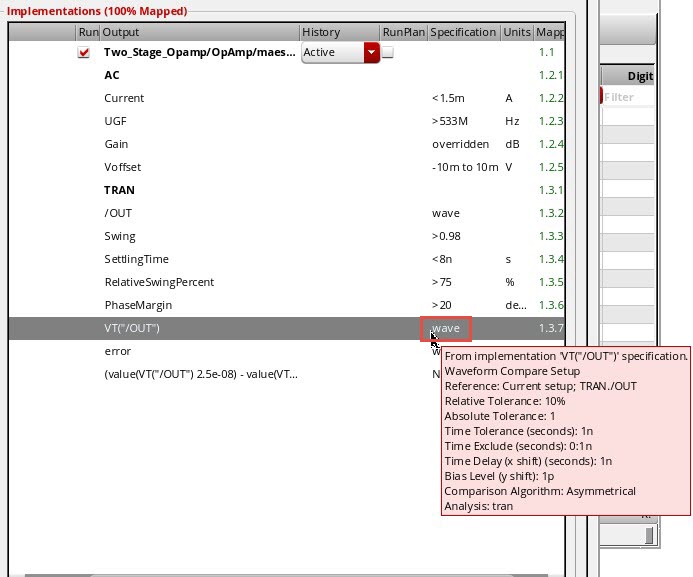 Implementations (100% Mapped)
Run Output History RunPlan Specification Units Mapp
Two_Stage_Opamp/OpAmp/maes... Active 1.1
AC 1.2.1
Current <1.5m A 1.2.2
UGF >533M Hz 1.2.3
Gain overridden dB 1.2.4
Voffset -10m to 10m V 1.2.5
TRAN 1.3.1
/OUT wave 1.3.2
Swing >0.98 1.3.3
SettlingTime <8n s 1.3.4
RelativeSwingPercent >75 % 1.3.5
PhaseMargin >20 de... 1.3.6
VT("/OUT") wave 1.3.7
error
(value(VT("/OUT") 2.5e-08) - value(VT...
From implementation 'VT("/OUT")' specification.
Waveform Compare Setup
Reference: Current setup; TRAN./OUT
Relative Tolerance: 10%
Absolute Tolerance: 1
Time Tolerance (seconds): 1n
Time Exclude (seconds): 0:1n
Time Delay (x shift) (seconds): 1n
Bias Level (y shift): 1p
Comparison Algorithm: Asymmetrical
Analysis: tran
Digit
Filter